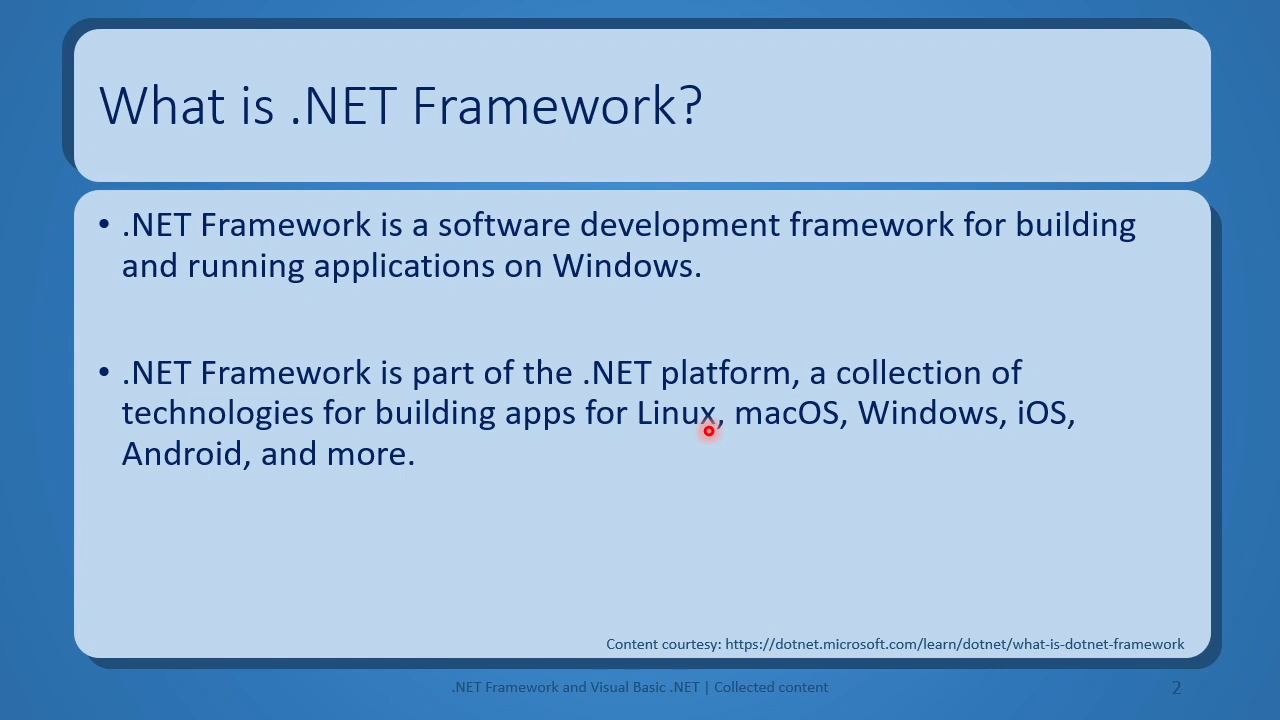 What is .NET Framework?
• .NET Framework is a software development framework for building
and running applications on Windows.
• .NET Framework is part of the .NET platform, a collection of
technologies for building apps for Linux, macOS, Windows, iOS,
Android, and more.
Content courtesy: https://dotnet.microsoft.com/learn/dotnet/what-is-dotnet-framework
.NET Framework and Visual Basic .NET | Collected content
2